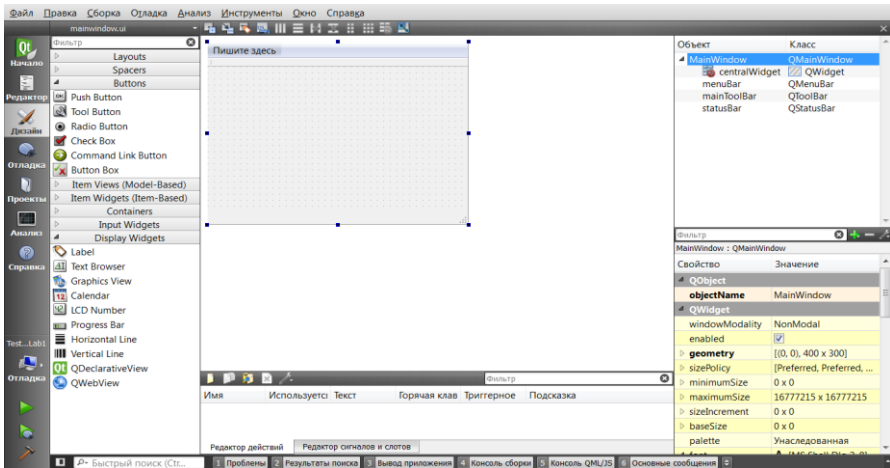 Файл Правка Сборка Отладка Анализ Инструменты Окно Справка
mainwindow.ui
Qt
Начало
Редактор
Дизайн
Отладка
Проекты
Анализ
Справка
Test...Lab1
Отладка
Фильтр
Layouts
Spacers
Buttons
Push Button
Tool Button
Radio Button
Check Box
Command Link Button
Button Box
Item Views (Model-Based)
Item Widgets (Item-Based)
Containers
Input Widgets
Display Widgets
Label
Text Browser
Graphics View
Calendar
LCD Number
Progress Bar
Horizontal Line
Vertical Line
QDeclarativeView
QWebView
Пишите здесь
Фильтр
Имя Используетс Текст Горячая клав Триггерное Подсказка
Редактор действий Редактор сигналов и слотов
Объект Класс
MainWindow QMainWindow
centralWidget QWidget
menuBar QMenuBar
mainToolBar QToolBar
statusBar QStatusBar
Фильтр
MainWindow : QMainWindow
Свойство Значение
QObject
objectName MainWindow
QWidget
windowModality NonModal
enabled
geometry [(0, 0), 400 x 300]
sizePolicy [Preferred, Preferred, ...
minimumSize 0 x 0
maximumSize 16777215 x 16777215
sizeIncrement 0 x 0
baseSize 0 x 0
palette Унаследованная
Быстрый поиск (Ctr...
1 Проблемы 2 Результаты поиска 3 Вывод приложения 4 Консоль сборки 5 Консоль QML/JS 6 Основные сообщения